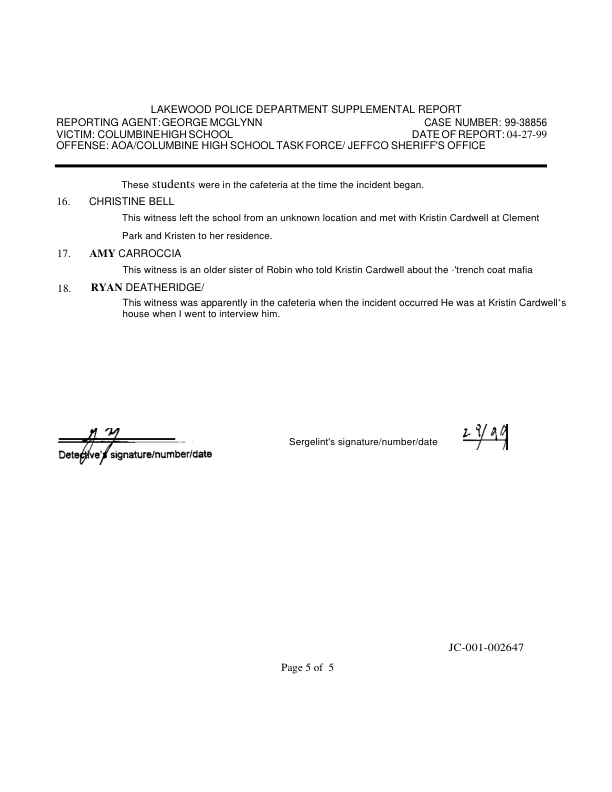 LAKEWOOD POLICE DEPARTMENT SUPPLEMENTAL REPORT
REPORTING AGENT: GEORGE MCGLYNN CASE NUMBER: 99-38856
VICTIM: COLUMBINE HIGH SCHOOL DATE OF REPORT: 04-27-99
OFFENSE: AOA/COLUMBINE HIGH SCHOOL TASK FORCE/ JEFFCO SHERIFF'S OFFICE
These students were in the cafeteria at the time the incident began.
16. CHRISTINE BELL
This witness left the school from an unknown location and met with Kristin Cardwell at Clement
Park and Kristen to her residence.
17. AMY CARROCCIA
This witness is an older sister of Robin who told Kristin Cardwell about the -'trench coat mafia
18. RYAN DEATHERIDGE/
This witness was apparently in the cafeteria when the incident occurred He was at Kristin Cardwell's
house when I went to interview him.
Detective's signature/number/date
Sergelint's signature/number/date
JC-001-002647
Page 5 of 5